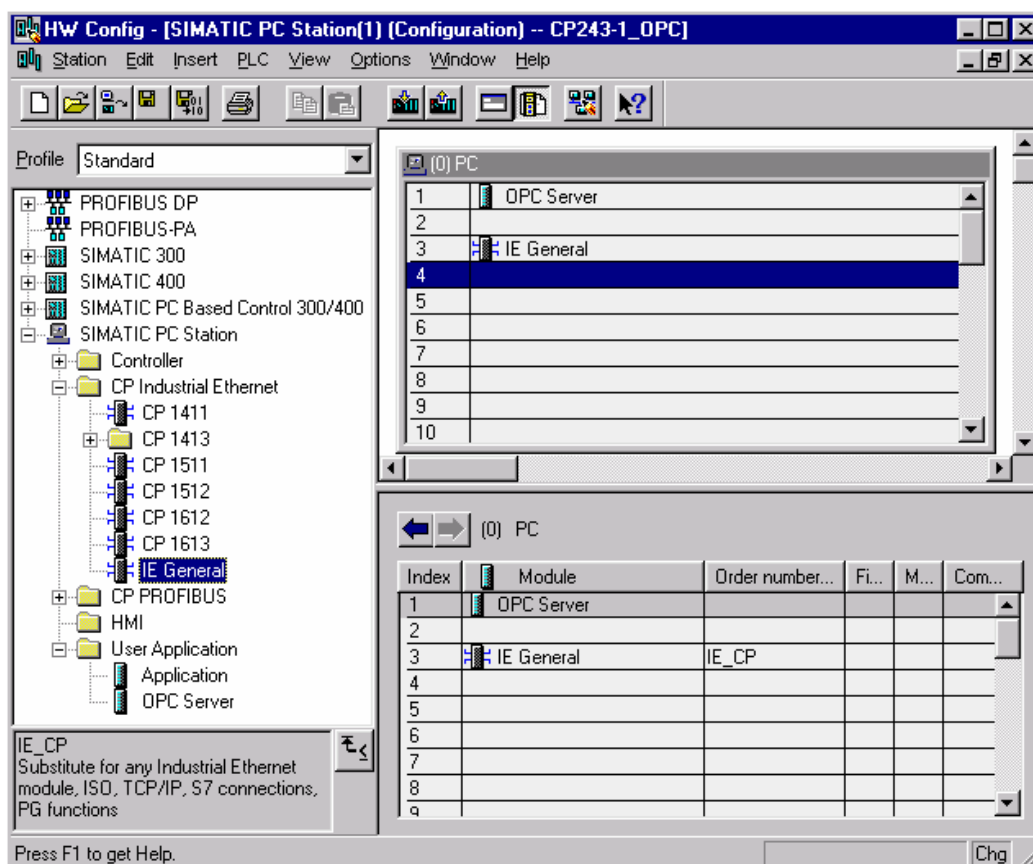 HW Config - [SIMATIC PC Station(1) (Configuration) -- CP243-1_OPC]
Station Edit Insert PLC View Options Window Help
Profile Standard
PROFIBUS DP
PROFIBUS-PA
SIMATIC 300
SIMATIC 400
SIMATIC PC Based Control 300/400
SIMATIC PC Station
Controller
CP Industrial Ethernet
CP 1411
CP 1413
CP 1511
CP 1512
CP 1612
CP 1613
IE General
CP PROFIBUS
HMI
User Application
Application
OPC Server
IE_CP
Substitute for any Industrial Ethernet
module, ISO, TCP/IP, S7 connections,
PG functions
(0) PC
1 OPC Server
2
3 IE General
4
5
6
7
8
9
10
(0) PC
Index Module Order number... Fi... M... Com...
1 OPC Server
2
3 IE General IE_CP
4
5
6
7
8
9
Press F1 to get Help.
Chg